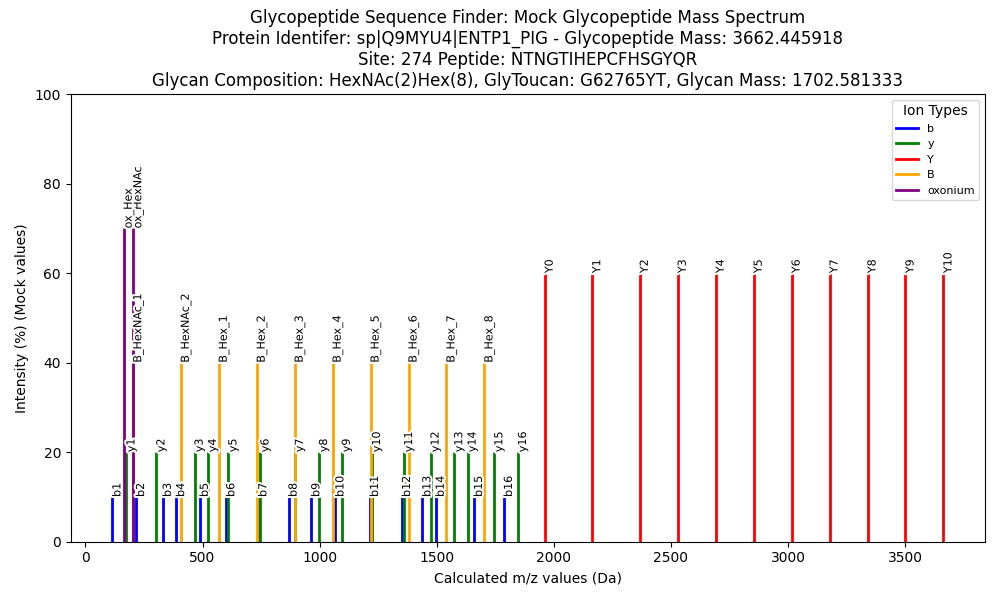 Glycopeptide Sequence Finder: Mock Glycopeptide Mass Spectrum
Protein Identifer: sp|Q9MYU4|ENTP1_PIG - Glycopeptide Mass: 3662.445918
Site: 274 Peptide: NTNGTIHEPCFHSGYQR
Glycan Composition: HexNAc(2)Hex(8), GlyToucan: G62765YT, Glycan Mass: 1702.581333
Intensity (%) (Mock values)
100
80
60
40
20
0
Ion Types
b
y
Y
B
oxonium
ox_Hex
ox_HexNAc
B_HexNAc_1
B_HexNAc_2
B_Hex_1
B_Hex_2
B_Hex_3
B_Hex_4
B_Hex_5
B_Hex_6
B_Hex_7
B_Hex_8
Y0
Y1
Y2
Y3
Y4
Y5
Y6
Y7
Y8
Y9
Y10
y1
y2
y3
y4
y5
y6
y7
y8
y9
y10
y11
y12
y13
y14
y15
y16
b1
b2
b3
b4
b5
b6
b7
b8
b9
b10
b11
b12
b13
b14
b15
b16
0 500 1000 1500 2000 2500 3000 3500
Calculated m/z values (Da)